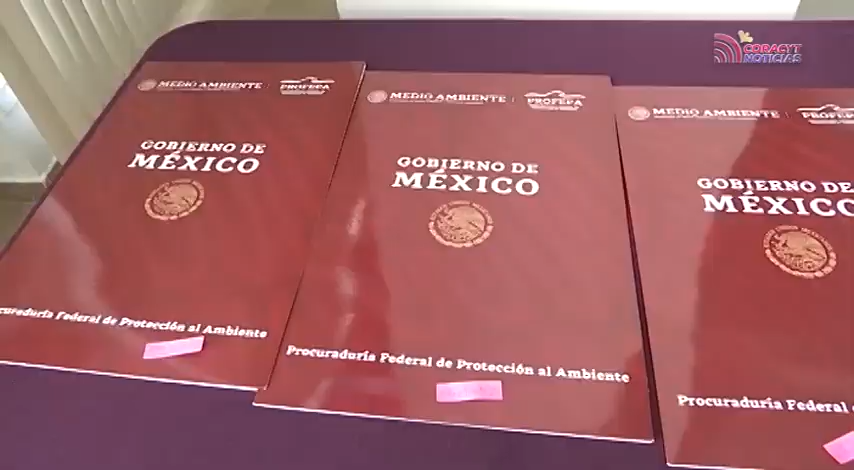 CORACYT
NOTICIAS
MEDIO AMBIENTE
PROFEPA
GOBIERNO DE
MÉXICO
curaduría Federal de Protección al Ambiente
MEDIO AMBIENTE
PROFEPA
GOBIERNO DE
MÉXICO
Procuraduría Federal de Protección al Ambiente
MEDIO AMBIENTE
PROFEPA
GOBIERNO DE
MÉXICO
Procuraduría Federal